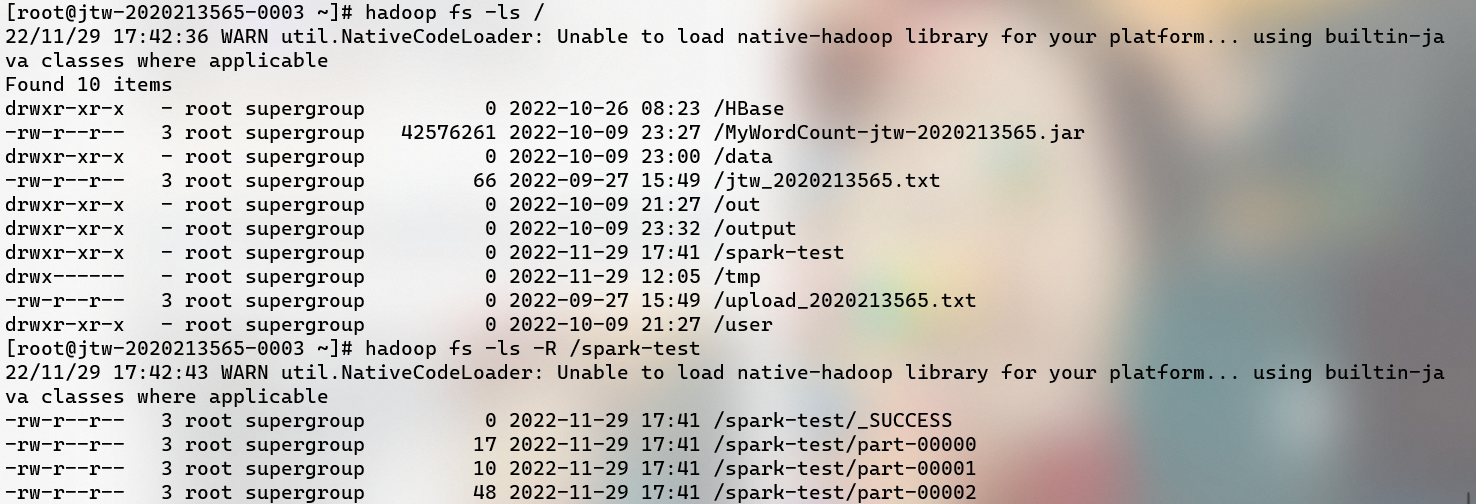 [root@jtw-2020213565-0003 ~]# hadoop fs -ls /
22/11/29 17:42:36 WARN util.NativeCodeLoader: Unable to load native-hadoop library for your platform... using builtin-ja
va classes where applicable
Found 10 items
drwxr-xr-x   - root supergroup          0 2022-10-26 08:23 /HBase
-rw-r--r--   3 root supergroup   42576261 2022-10-09 23:27 /MyWordCount-jtw-2020213565.jar
drwxr-xr-x   - root supergroup          0 2022-10-09 23:00 /data
-rw-r--r--   3 root supergroup         66 2022-09-27 15:49 /jtw_2020213565.txt
drwxr-xr-x   - root supergroup          0 2022-10-09 21:27 /out
drwxr-xr-x   - root supergroup          0 2022-10-09 23:32 /output
drwxr-xr-x   - root supergroup          0 2022-11-29 17:41 /spark-test
drwx------   - root supergroup          0 2022-11-29 12:05 /tmp
-rw-r--r--   3 root supergroup          0 2022-09-27 15:49 /upload_2020213565.txt
drwxr-xr-x   - root supergroup          0 2022-10-09 21:27 /user
[root@jtw-2020213565-0003 ~]# hadoop fs -ls -R /spark-test
22/11/29 17:42:43 WARN util.NativeCodeLoader: Unable to load native-hadoop library for your platform... using builtin-ja
va classes where applicable
-rw-r--r--   3 root supergroup          0 2022-11-29 17:41 /spark-test/_SUCCESS
-rw-r--r--   3 root supergroup         17 2022-11-29 17:41 /spark-test/part-00000
-rw-r--r--   3 root supergroup         10 2022-11-29 17:41 /spark-test/part-00001
-rw-r--r--   3 root supergroup         48 2022-11-29 17:41 /spark-test/part-00002